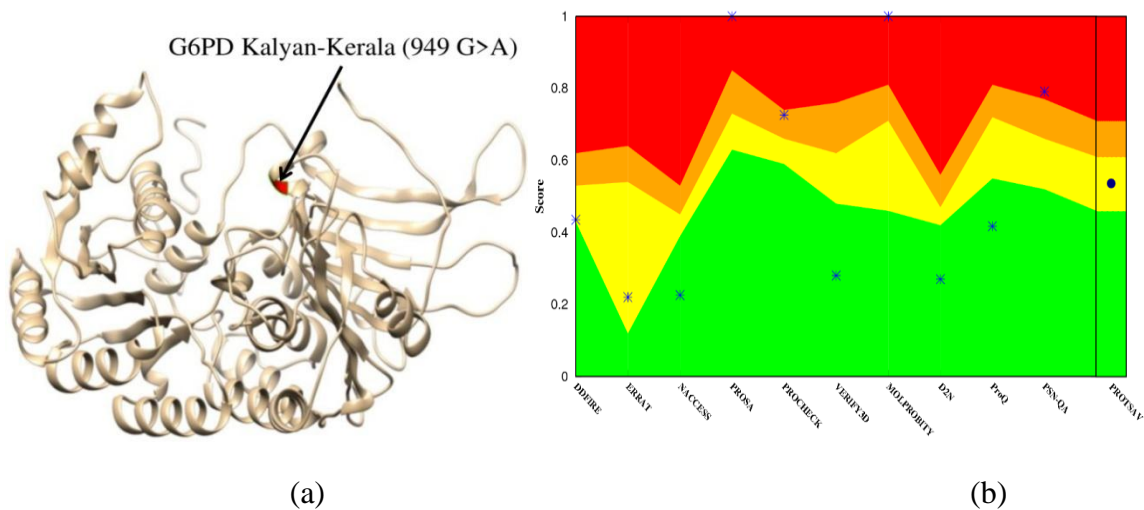 G6PD Kalyan-Kerala (949 G>A)
1
0.8
0.6
Score
0.4
0.2
0
DDFIRE
ERRAT
NACCESS
PROSA
PROCHECK
VERIFY3D
MOLPROBITY
D2N
ProQ
PSN-QA
PROTSAV
(a)
(b)